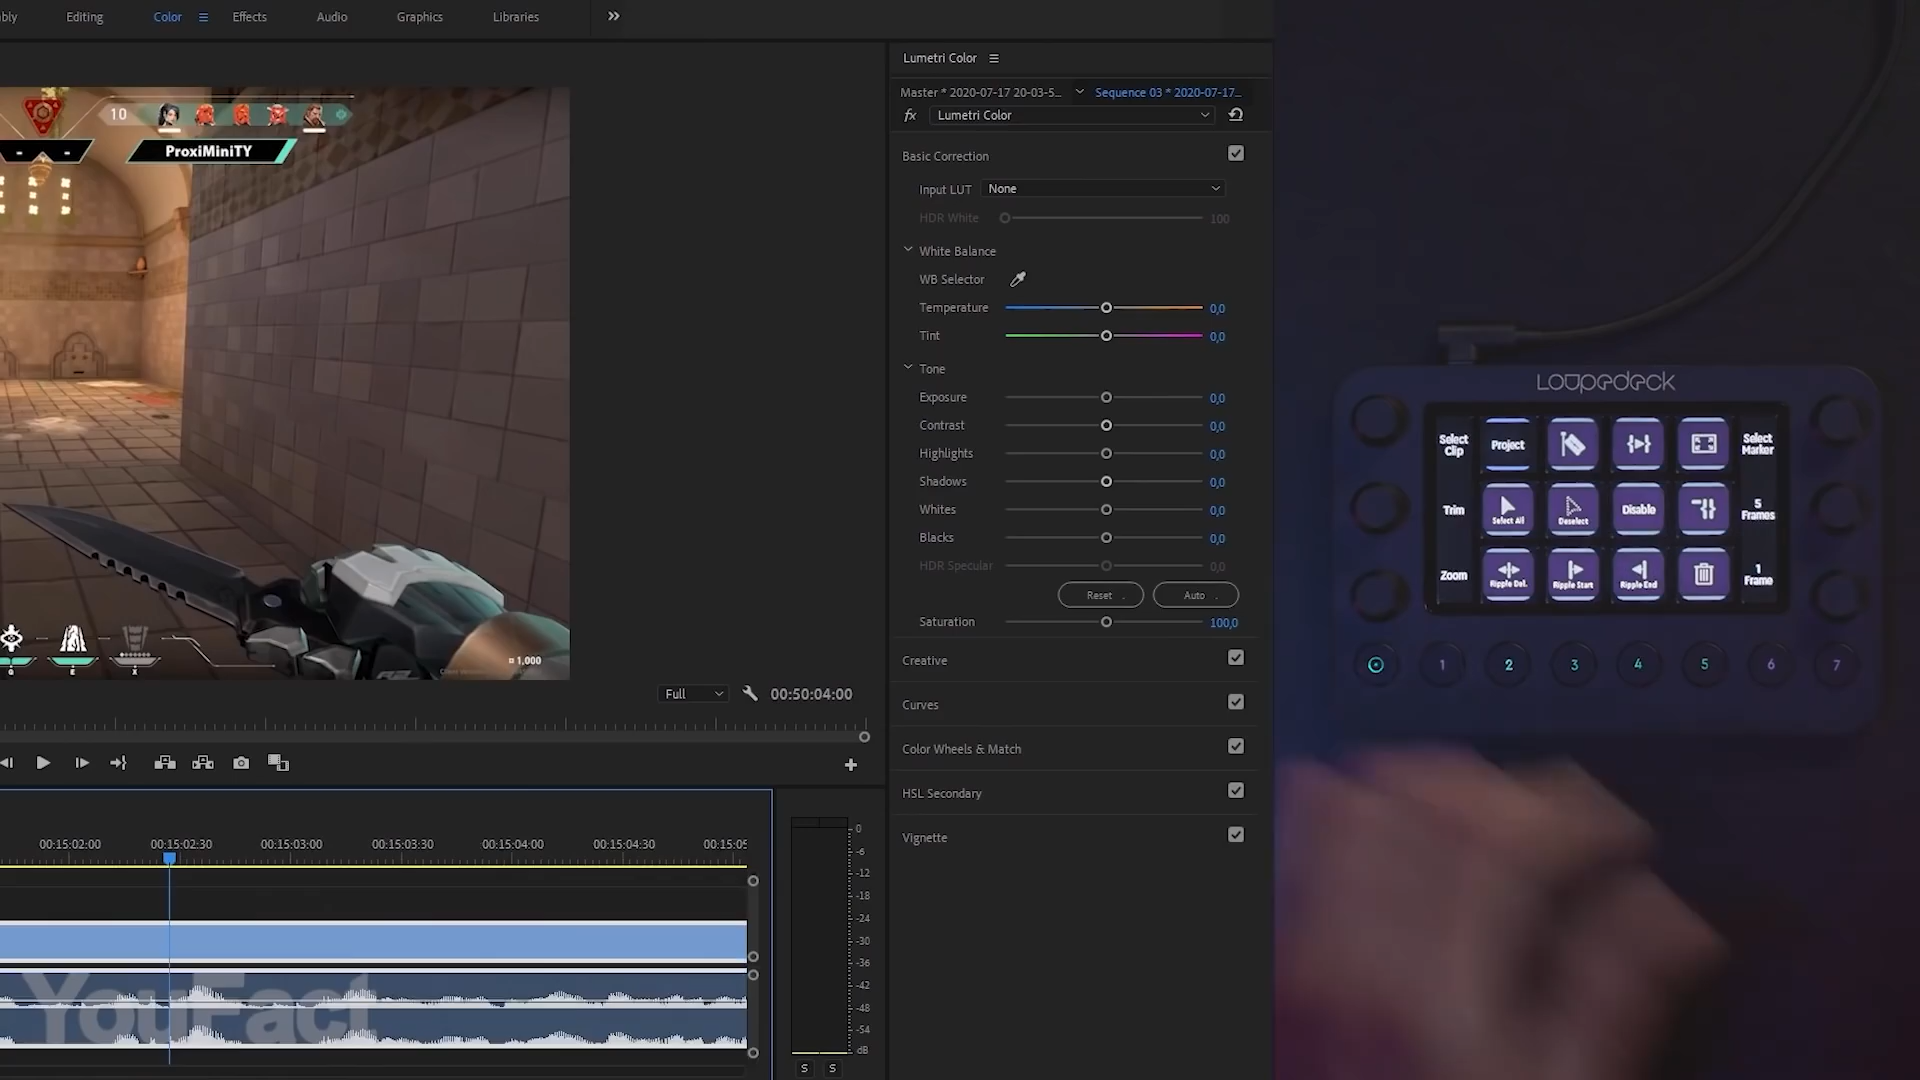 bly Editing Color Effects Audio Graphics Libraries
Lumetri Color
Master * 2020-07-17 20-03-5... Sequence 03 * 2020-07-17...
fx Lumetri Color
Basic Correction
Input LUT None
HDR White 100
White Balance
WB Selector
Temperature 0,0
Tint 0,0
Tone
Exposure 0,0
Contrast 0,0
Highlights 0,0
Shadows 0,0
Whites 0,0
Blacks 0,0
HDR Specular 0,0
Reset Auto
Saturation 100,0
Creative
Curves
Color Wheels & Match
HSL Secondary
Vignette
10
ProxiMiniTY
Q E X
1,000
Full 00:50:04:00
00:15:02:00 00:15:02:30 00:15:03:00 00:15:03:30 00:15:04:00 00:15:04:30 00:15:05
0
-6
-12
-18
-24
-30
-36
-42
-48
-54
dB
S S
YouFact
Loupedeck
Select Clip Project Select Marker
Trim Select All Deselect Disable 5 Frames
Zoom Ripple Del. Ripple Start Ripple End 1 Frame
1 2 3 4 5 6 7